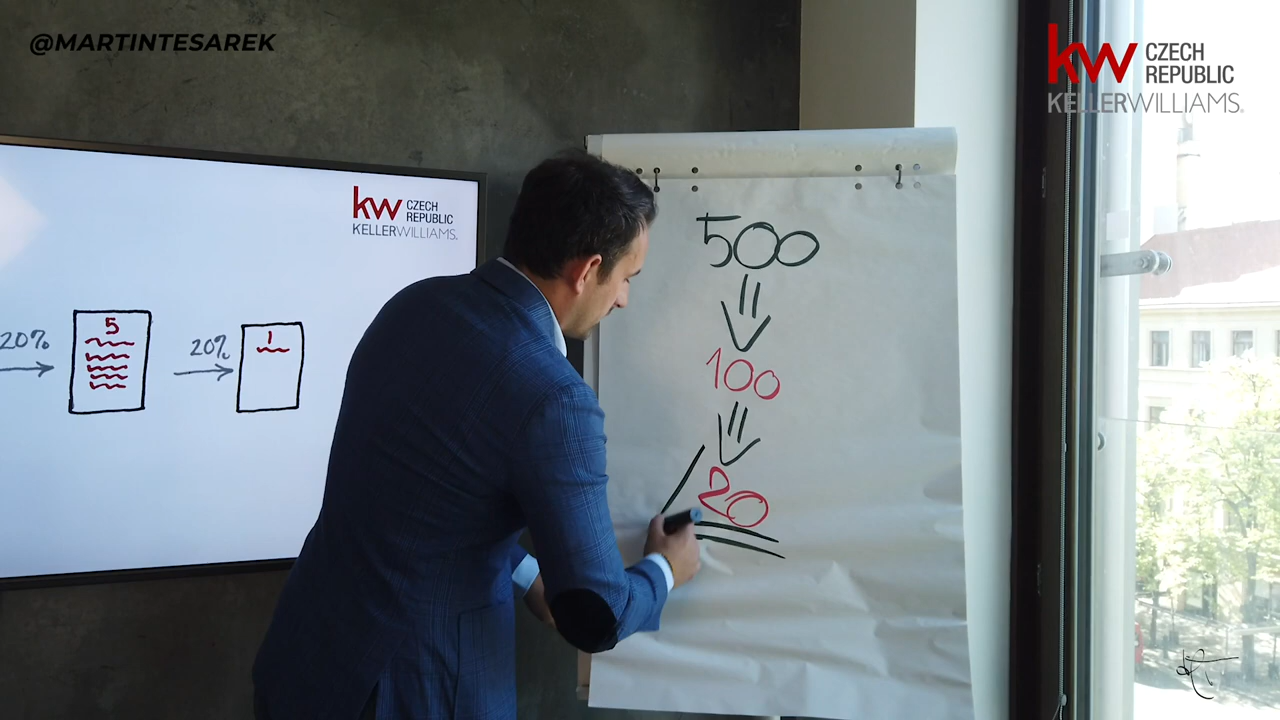 @MARTINTESAREK
kw CZECH
REPUBLIC
KELLERWILLIAMS.
kw CZECH
REPUBLIC
KELLERWILLIAMS.
20%
5
20%
1
500
100
20